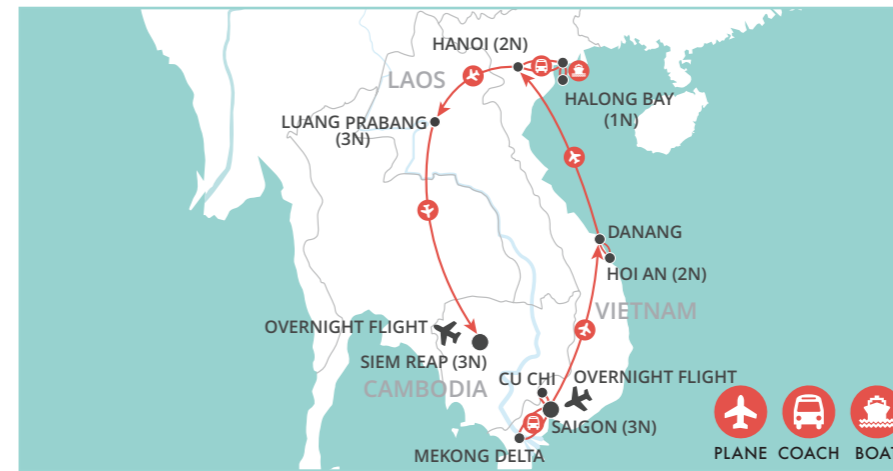 HANOI (2N)
LAOS
HALONG BAY
(1N)
LUANG PRABANG
(3N)
DANANG
HOI AN (2N)
VIETNAM
OVERNIGHT FLIGHT
SIEM REAP (3N)
CAMBODIA
CU CHI
OVERNIGHT FLIGHT
SAIGON (3N)
MEKONG DELTA
PLANE COACH BOAT